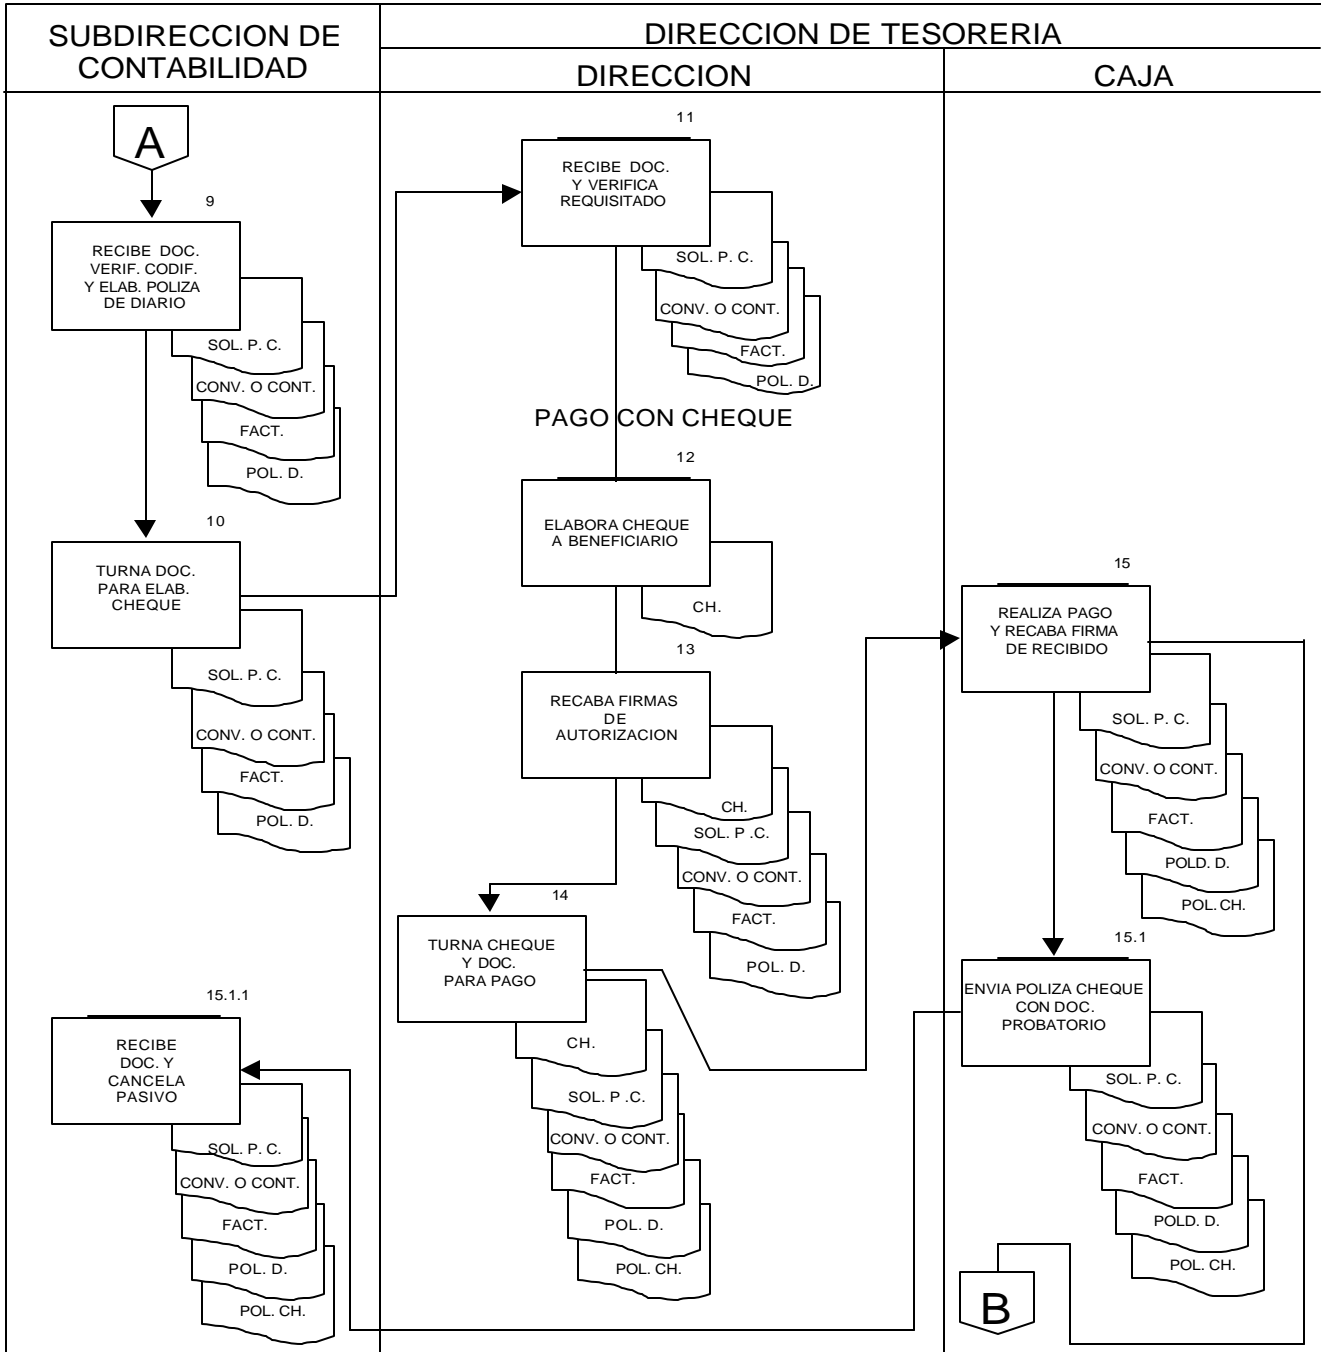 SUBDIRECCION DE
CONTABILIDAD
DIRECCION DE TESORERIA
DIRECCION
CAJA
A
9
RECIBE DOC.
VERIF. CODIF.
Y ELAB. POLIZA
DE DIARIO
SOL. P. C.
CONV. O CONT.
FACT.
POL. D.
10
TURNA DOC.
PARA ELAB.
CHEQUE
SOL. P. C.
CONV. O CONT.
FACT.
POL. D.
15.1.1
RECIBE
DOC. Y
CANCELA
PASIVO
SOL. P. C.
CONV. O CONT.
FACT.
POL. D.
POL. CH.
11
RECIBE DOC.
Y VERIFICA
REQUISITADO
SOL. P. C.
CONV. O CONT.
FACT.
POL. D.
PAGO CON CHEQUE
12
ELABORA CHEQUE
A BENEFICIARIO
CH.
13
RECABA FIRMAS
DE
AUTORIZACION
CH.
SOL. P .C.
CONV. O CONT.
FACT.
POL. D.
14
TURNA CHEQUE
Y DOC.
PARA PAGO
CH.
SOL. P .C.
CONV. O CONT.
FACT.
POL. D.
POL. CH.
15
REALIZA PAGO
Y RECABA FIRMA
DE RECIBIDO
SOL. P. C.
CONV. O CONT.
FACT.
POLD. D.
POL. CH.
15.1
ENVIA POLIZA CHEQUE
CON DOC.
PROBATORIO
SOL. P. C.
CONV. O CONT.
FACT.
POLD. D.
POL. CH.
B